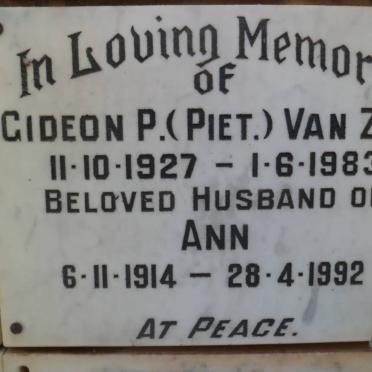 In Loving Memor
of
GIDEON P. (PIET.) VAN Z
11-10-1927 - 1-6-1983
BELOVED HUSBAND O
ANN
6-11-1914 - 28-4-1992
AT PEACE.